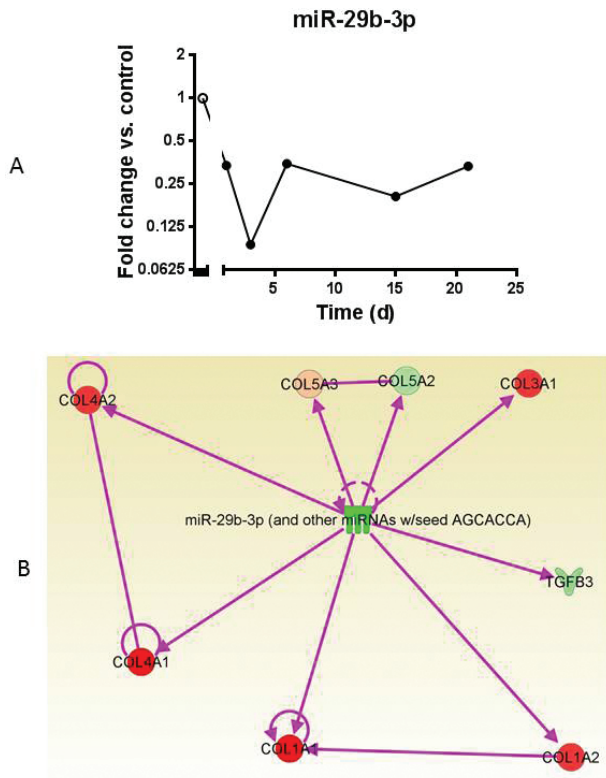 miR-29b-3p
A
Fold change vs. control
2
1
0.5
0.25
0.125
0.0625
5
10
15
20
25
Time (d)
B
COL4A2
COL5A3
COL5A2
COL3A1
miR-29b-3p (and other miRNAs w/seed AGCACCA)
TGFB3
COL4A1
COL1A1
COL1A2